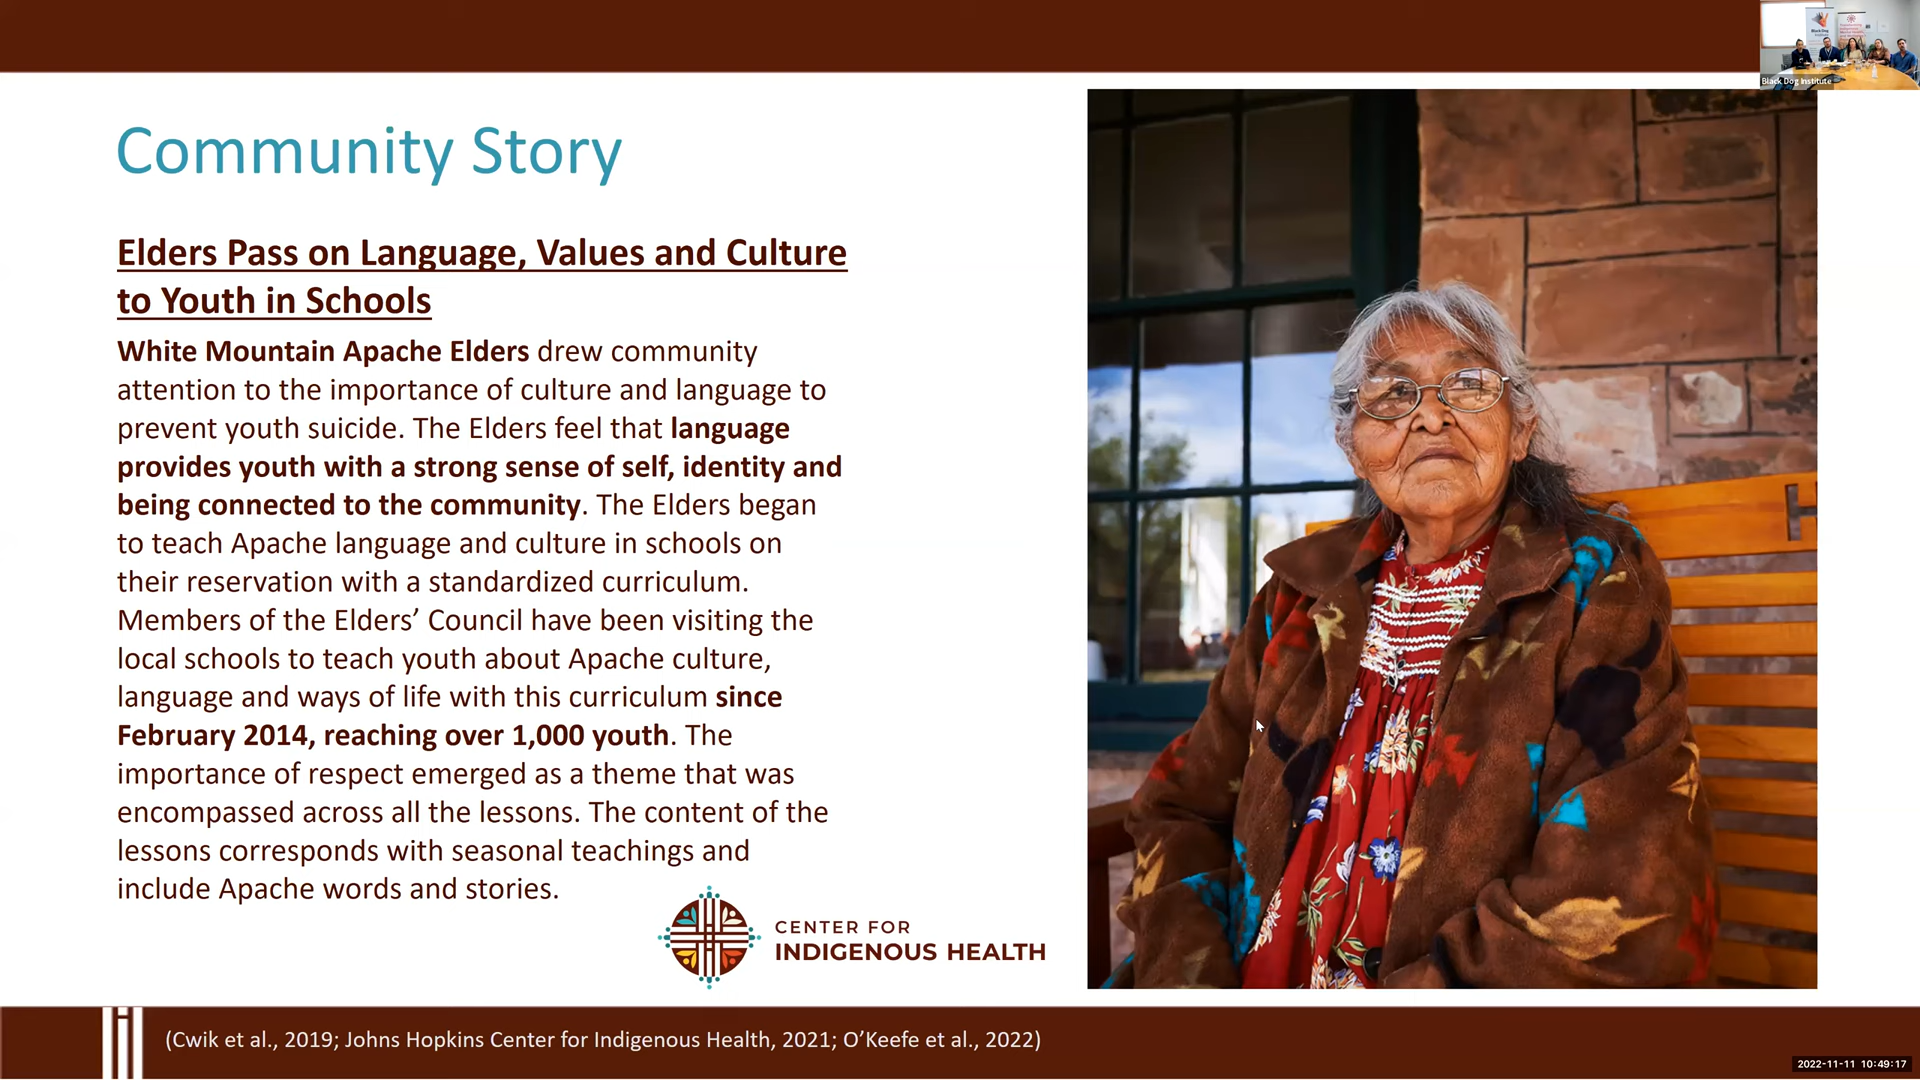 Community Story
Elders Pass on Language, Values and Culture
to Youth in Schools
White Mountain Apache Elders drew community
attention to the importance of culture and language to
prevent youth suicide. The Elders feel that language
provides youth with a strong sense of self, identity and
being connected to the community. The Elders began
to teach Apache language and culture in schools on
their reservation with a standardized curriculum.
Members of the Elders’ Council have been visiting the
local schools to teach youth about Apache culture,
language and ways of life with this curriculum since
February 2014, reaching over 1,000 youth. The
importance of respect emerged as a theme that was
encompassed across all the lessons. The content of the
lessons corresponds with seasonal teachings and
include Apache words and stories.
CENTER FOR
INDIGENOUS HEALTH
(Cwik et al., 2019; Johns Hopkins Center for Indigenous Health, 2021; O’Keefe et al., 2022)
Black Dog Institute
2022-11-11 10:49:17